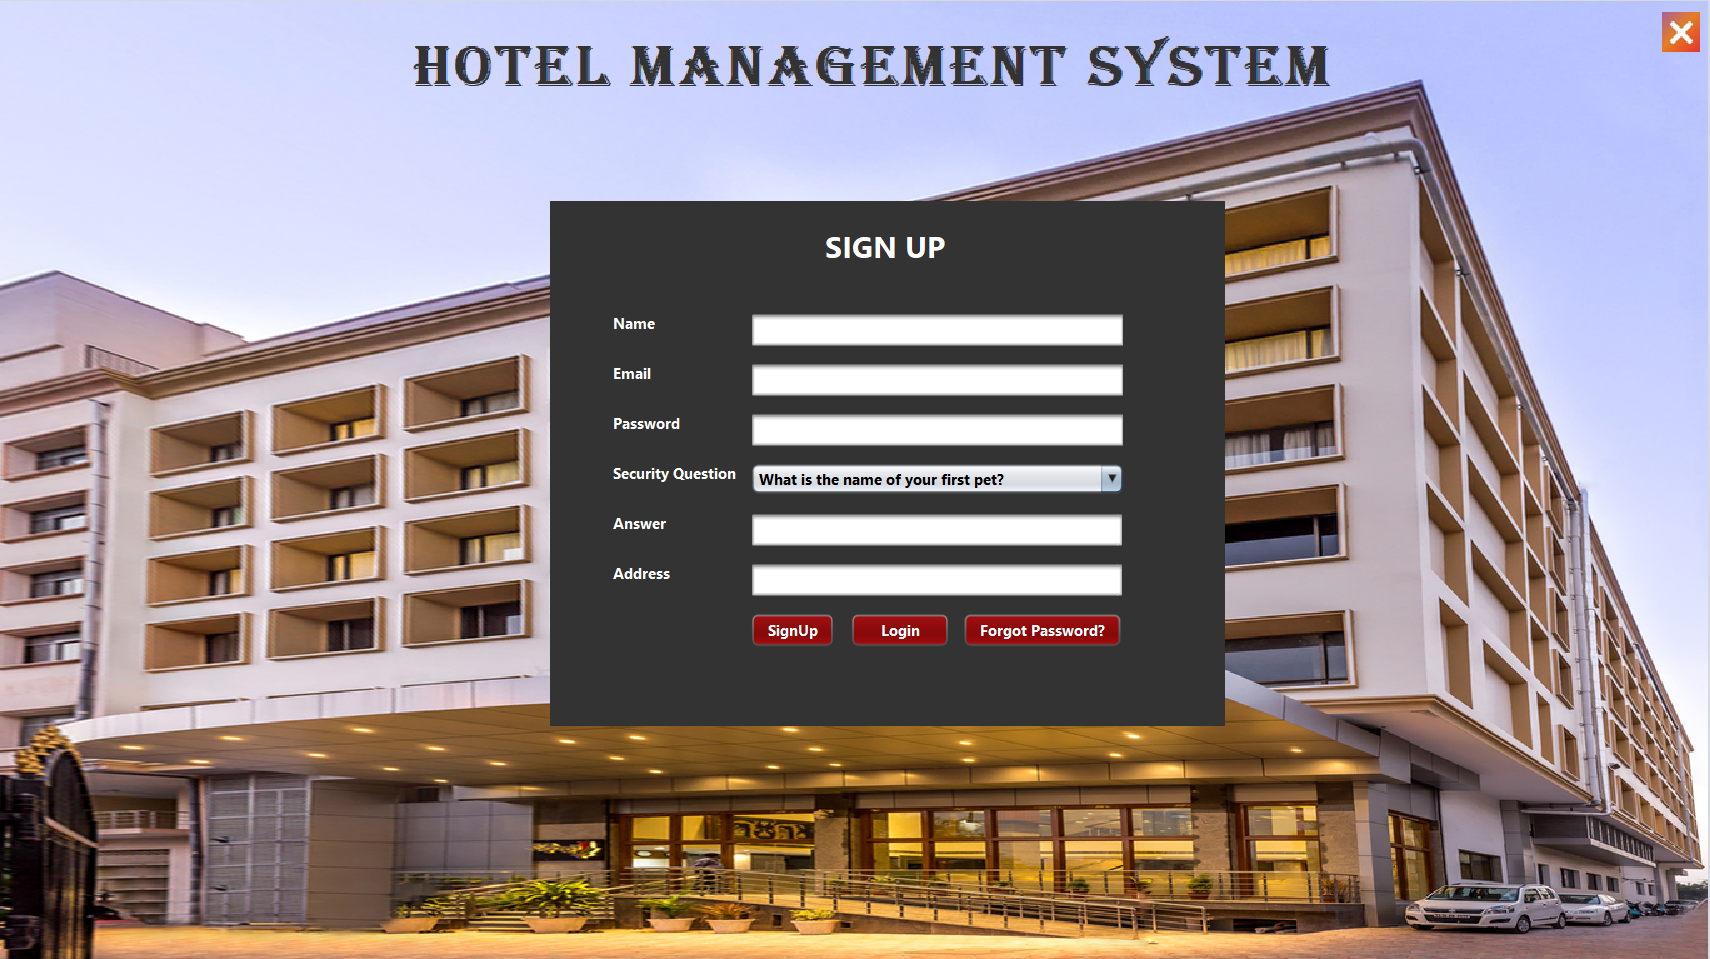 HOTEL MANAGEMENT SYSTEM
SIGN UP
Name
Email
Password
Security Question What is the name of your first pet?
Answer
Address
SignUp Login Forgot Password?